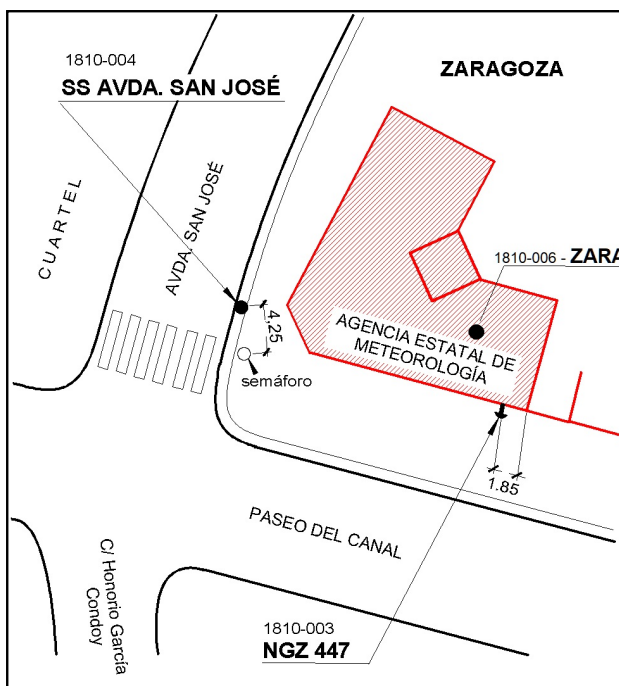 1810-004
SS AVDA. SAN JOSÉ
ZARAGOZA
CUARTEL
AVDA. SAN JOSÉ
1810-006 - ZARA
4,25
AGENCIA ESTATAL DE
METEOROLOGÍA
semáforo
1.85
PASEO DEL CANAL
C/ Honorio García
Condoy
1810-003
NGZ 447